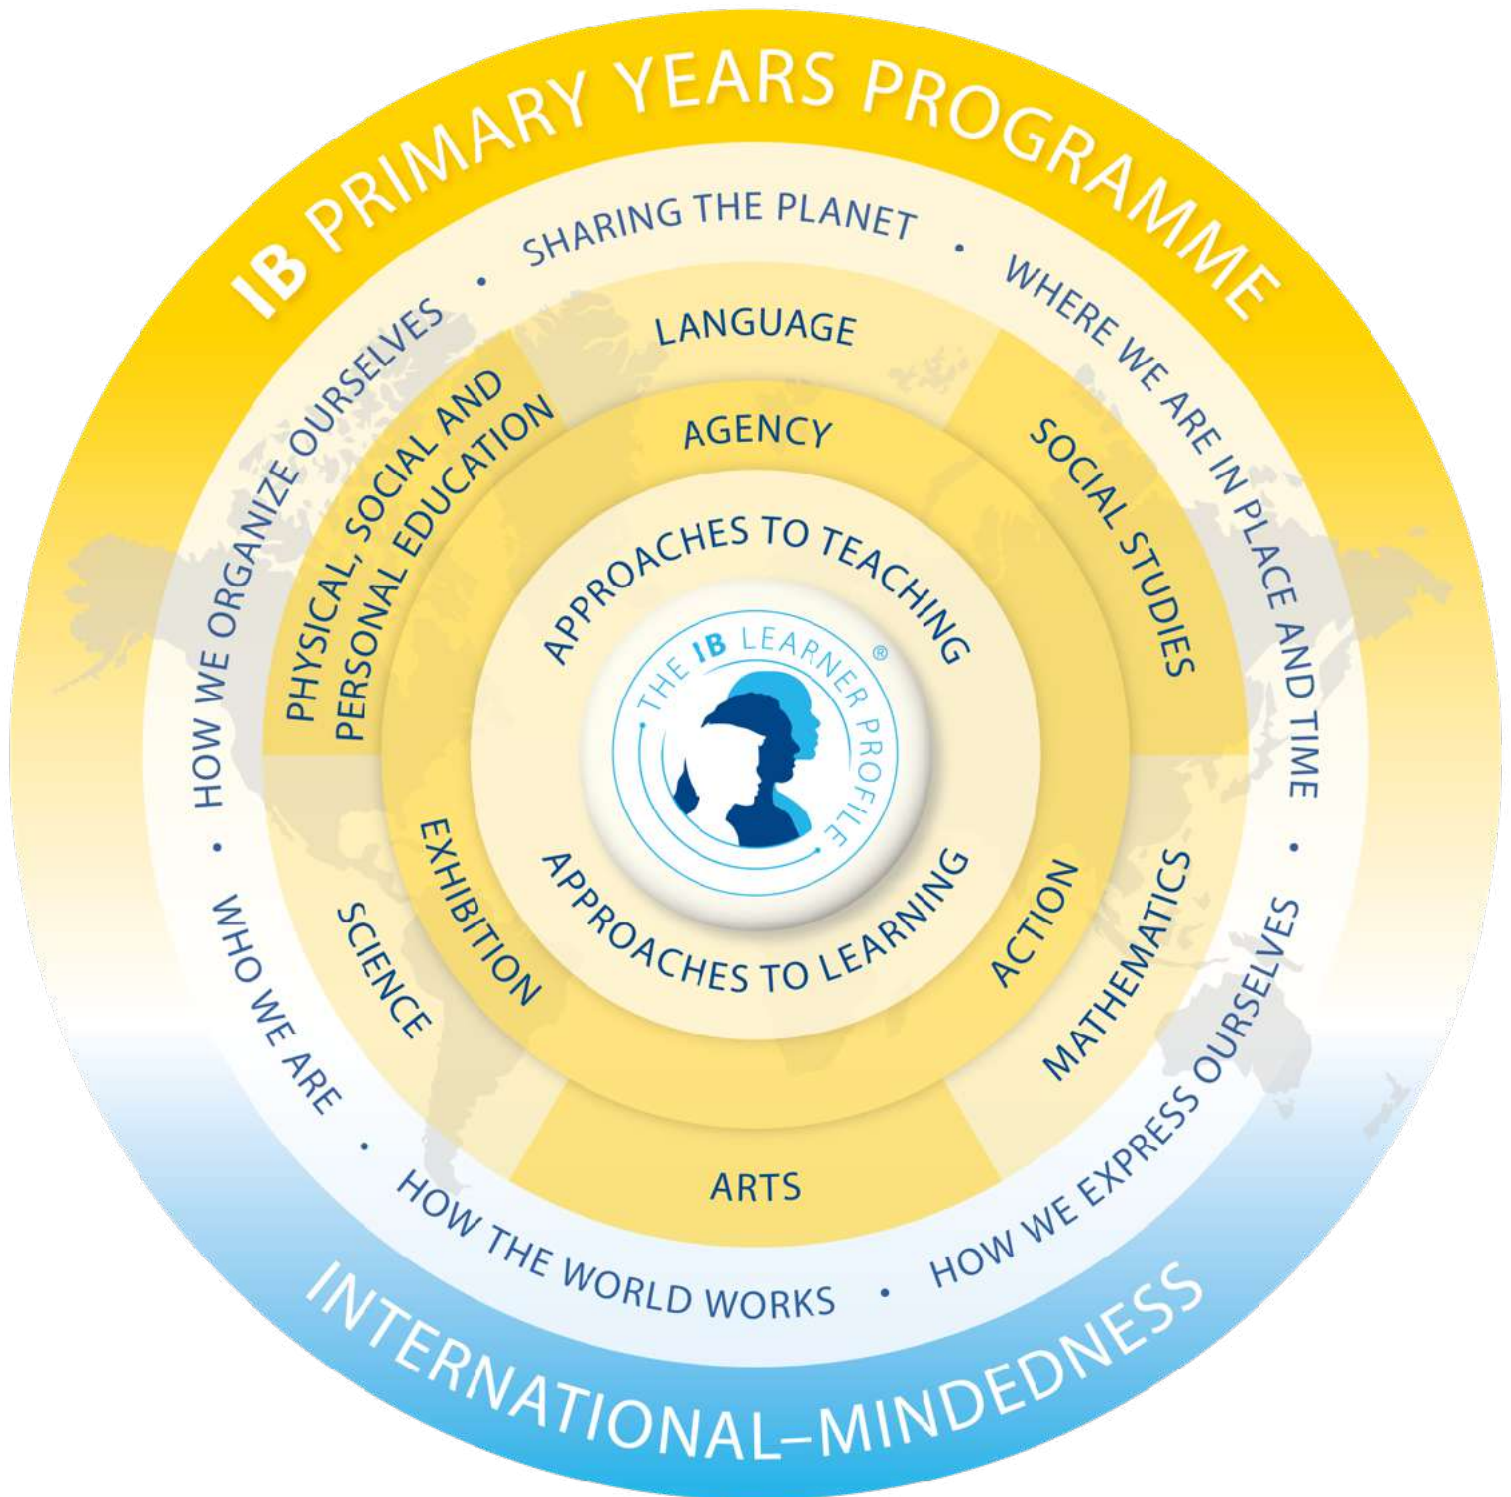 IB PRIMARY YEARS PROGRAMME
SHARING THE PLANET
•
WHERE WE ARE IN PLACE AND TIME
•
HOW WE EXPRESS OURSELVES
•
HOW THE WORLD WORKS
•
WHO WE ARE
•
HOW WE ORGANIZE OURSELVES
•
LANGUAGE
SOCIAL STUDIES
MATHEMATICS
ARTS
SCIENCE
PHYSICAL, SOCIAL AND
PERSONAL EDUCATION
AGENCY
ACTION
EXHIBITION
APPROACHES TO TEACHING
APPROACHES TO LEARNING
THE IB LEARNER PROFILE
®
INTERNATIONAL–MINDEDNESS